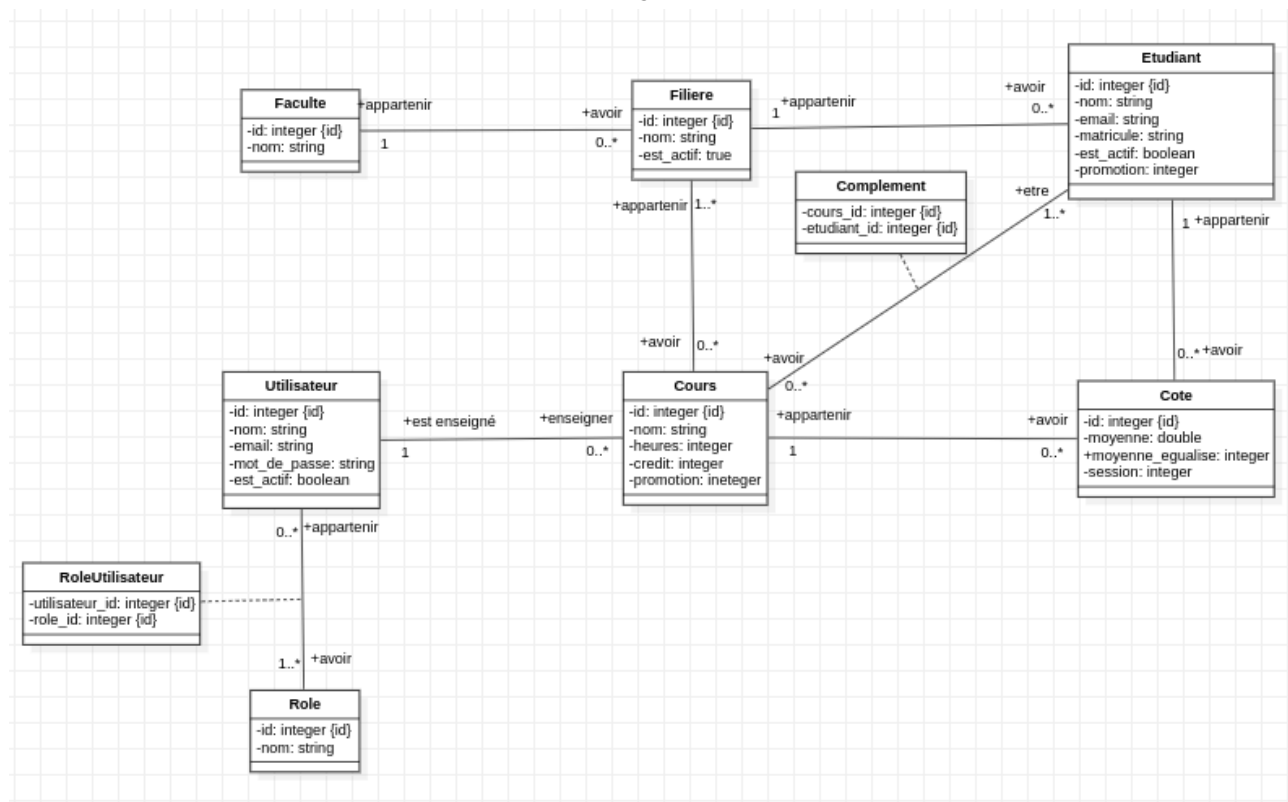 Faculte
-id: integer {id}
-nom: string
+appartenir
1
+avoir
0..*
Filiere
-id: integer {id}
-nom: string
-est_actif: true
+appartenir
1
+avoir
0..*
Etudiant
-id: integer {id}
-nom: string
-email: string
-matricule: string
-est_actif: boolean
-promotion: integer
Complement
-cours_id: integer {id}
-etudiant_id: integer {id}
+etre
1..*
+appartenir
1..*
1
+appartenir
+avoir
0..*
+avoir
0..*
0..*
+avoir
Utilisateur
-id: integer {id}
-nom: string
-email: string
-mot_de_passe: string
-est_actif: boolean
+est enseigné
1
+enseigner
0..*
Cours
-id: integer {id}
-nom: string
-heures: integer
-credit: integer
-promotion: ineteger
+appartenir
1
+avoir
0..*
Cote
-id: integer {id}
-moyenne: double
+moyenne_egualise: integer
-session: integer
0..*
+appartenir
RoleUtilisateur
-utilisateur_id: integer {id}
-role_id: integer {id}
1..*
+avoir
Role
-id: integer {id}
-nom: string